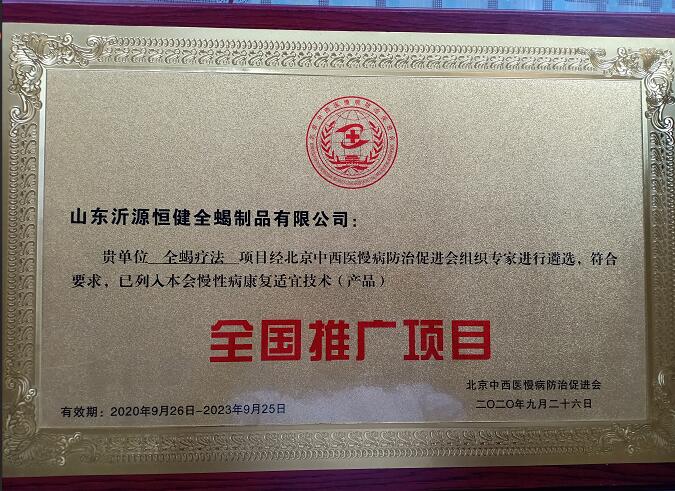 山东沂源恒健全蝎制品有限公司：
贵单位 全蝎疗法 项目经北京中西医慢病防治促进会组织专家进行遴选，符合
要求，已列入本会慢性病康复适宜技术（产品）
全国推广项目
北京中西医慢病防治促进会
二〇二〇年九月二十六日
有效期：2020年9月26日-2023年9月25日